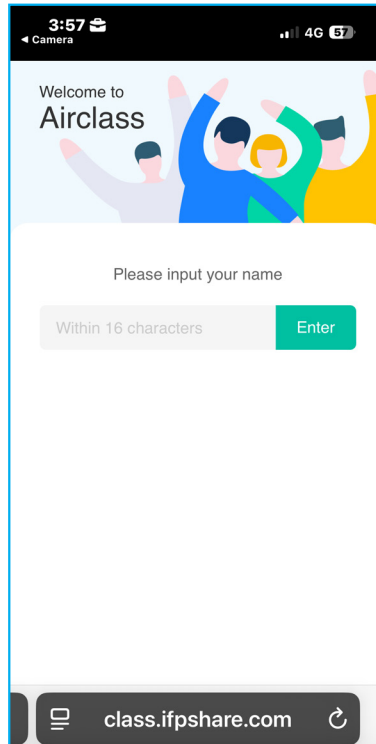 3:57
◀ Camera
4G 57
Welcome to
Airclass
Please input your name
Within 16 characters
Enter
class.ifpshare.com